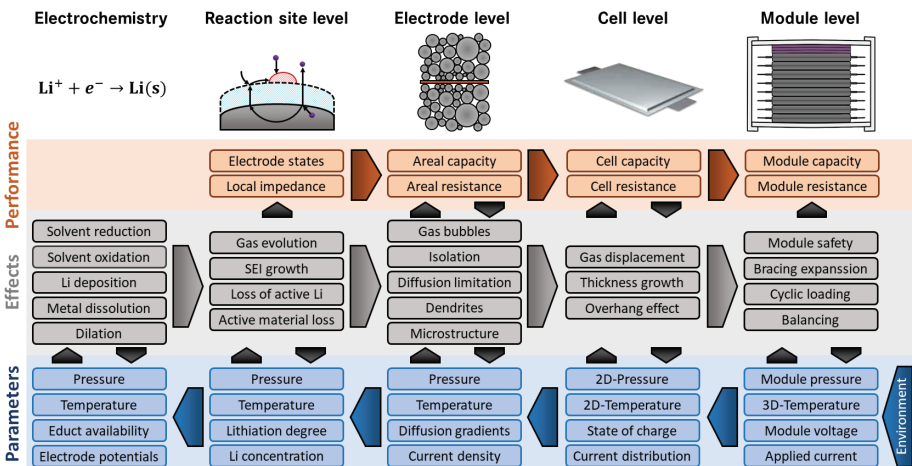 Electrochemistry
Reaction site level
Electrode level
Cell level
Module level
Li⁺ + e⁻ → Li(s)
Performance
Electrode states
Local impedance
Areal capacity
Areal resistance
Cell capacity
Cell resistance
Module capacity
Module resistance
Effects
Solvent reduction
Solvent oxidation
Li deposition
Metal dissolution
Dilation
Gas evolution
SEI growth
Loss of active Li
Active material loss
Gas bubbles
Isolation
Diffusion limitation
Dendrites
Microstructure
Gas displacement
Thickness growth
Overhang effect
Module safety
Bracing expanssion
Cyclic loading
Balancing
Parameters
Pressure
Temperature
Educt availability
Electrode potentials
Pressure
Temperature
Lithiation degree
Li concentration
Pressure
Temperature
Diffusion gradients
Current density
2D-Pressure
2D-Temperature
State of charge
Current distribution
Module pressure
3D-Temperature
Module voltage
Applied current
Environment